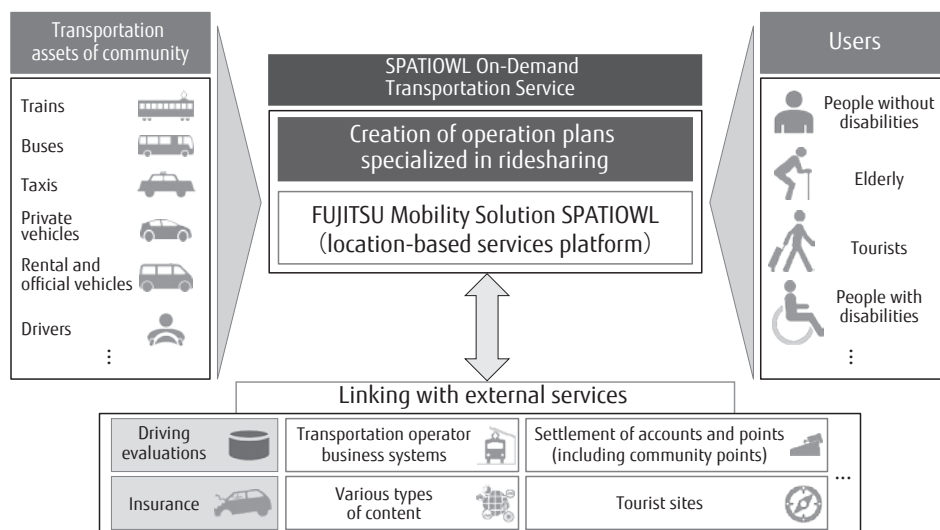 Transportation
assets of community
Trains
Buses
Taxis
Private
vehicles
Rental and
official vehicles
Drivers
⋮
SPATIOWL On-Demand
Transportation Service
Creation of operation plans
specialized in ridesharing
FUJITSU Mobility Solution SPATIOWL
(location-based services platform)
Users
People without
disabilities
Elderly
Tourists
People with
disabilities
⋮
Linking with external services
Driving
evaluations
Transportation operator
business systems
Settlement of accounts and points
(including community points)
Insurance
Various types
of content
Tourist sites
...